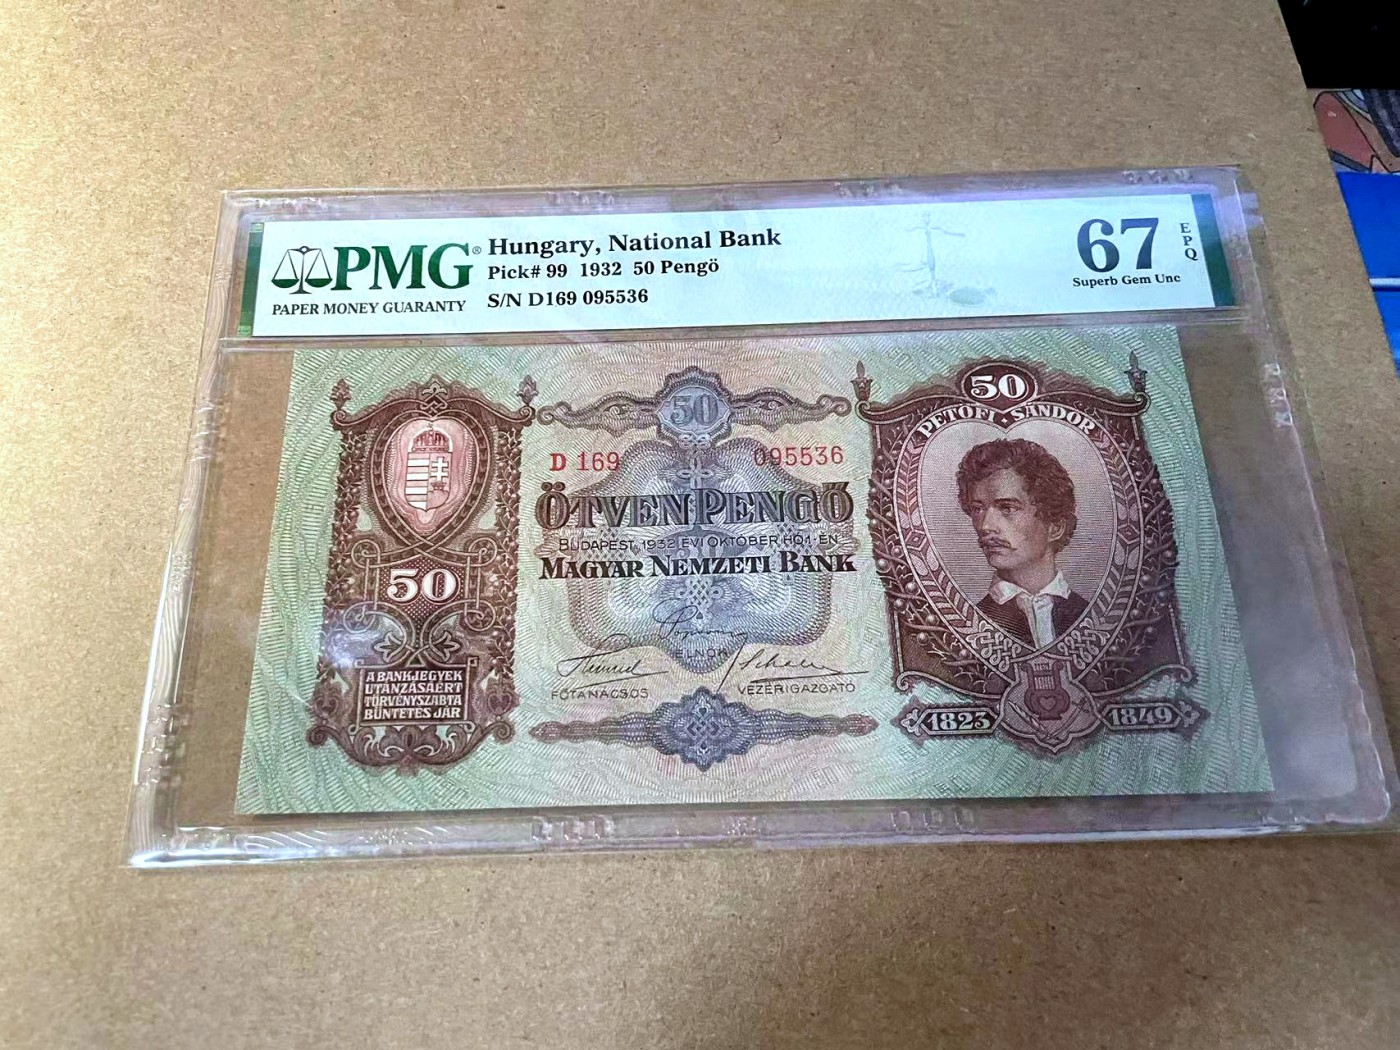 PMG®
PAPER MONEY GUARANTY
Hungary, National Bank
Pick# 99 1932 50 Pengö
S/N D169 095536
67
EPQ
Superb Gem Unc
50
50
PETŐFI · SÁNDOR
D 169 095536
ÖTVEN PENGŐ
BUDAPEST, 1932. ÉVI OKTÓBER HÓ 1-ÉN
MAGYAR NEMZETI BANK
50
ELNÖK
FŐTANÁCSOS
VEZÉRIGAZGATÓ
A BANKJEGYEK
UTÁNZÁSÁÉRT
TÖRVÉNYSZABTA
BÜNTETÉS JÁR
1823
1849